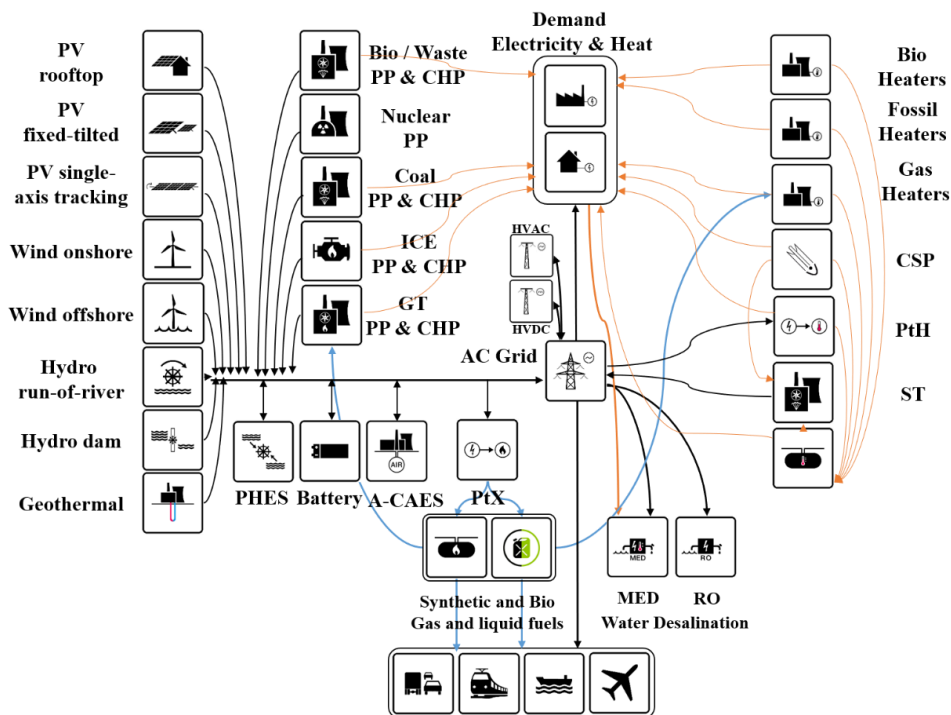 Demand
Electricity & Heat
PV
rooftop
PV
fixed-tilted
PV single-
axis tracking
Wind onshore
Wind offshore
Hydro
run-of-river
Hydro dam
Geothermal
Bio / Waste
PP & CHP
Nuclear
PP
Coal
PP & CHP
ICE
PP & CHP
GT
PP & CHP
HVAC
HVDC
AC Grid
Bio
Heaters
Fossil
Heaters
Gas
Heaters
CSP
PtH
ST
PHES
Battery
AIR
A-CAES
PtX
Synthetic and Bio
Gas and liquid fuels
MED
MED
RO
RO
Water Desalination